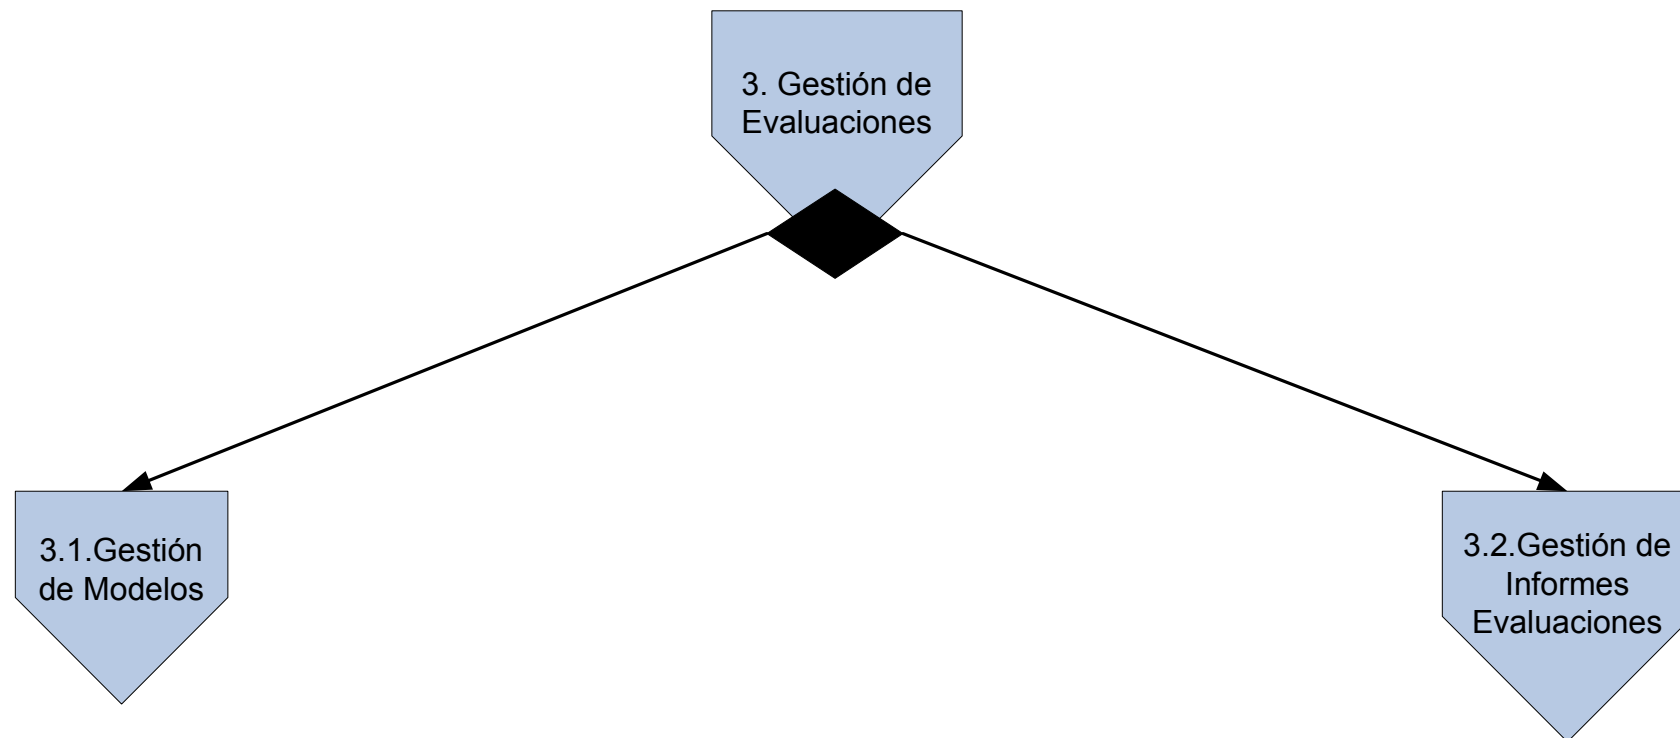 3. Gestión de
Evaluaciones
3.1.Gestión
de Modelos
3.2.Gestión de
Informes
Evaluaciones